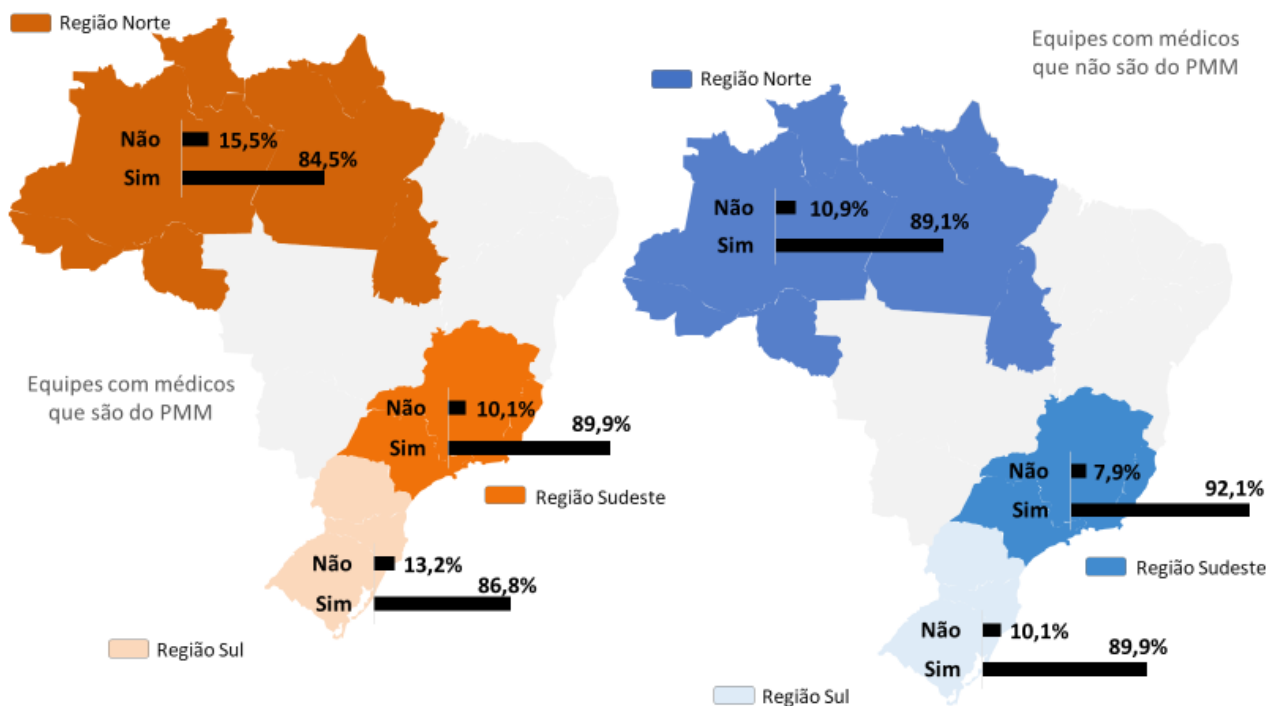 Região Norte
Não 15,5%
Sim 84,5%
Equipes com médicos
que são do PMM
Não 10,1%
Sim 89,9%
Região Sudeste
Não 13,2%
Sim 86,8%
Região Sul
Equipes com médicos
que não são do PMM
Região Norte
Não 10,9%
Sim 89,1%
Não 7,9%
Sim 92,1%
Região Sudeste
Não 10,1%
Sim 89,9%
Região Sul